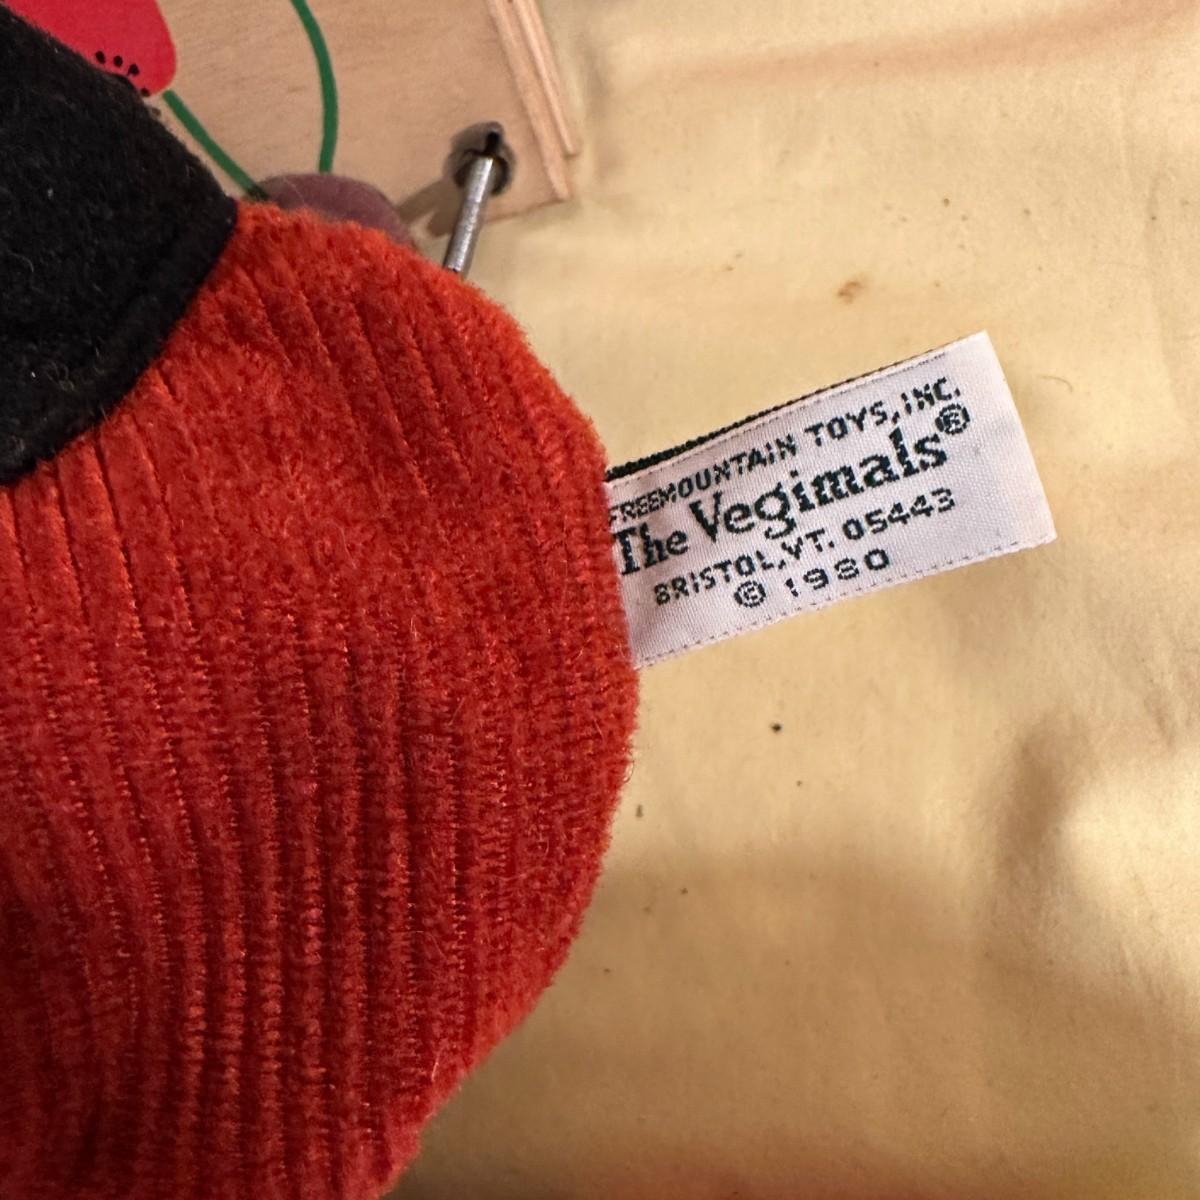 FREEMOUNTAIN TOYS, INC.
The Vegimals®
BRISTOL, VT. 05443
© 1980